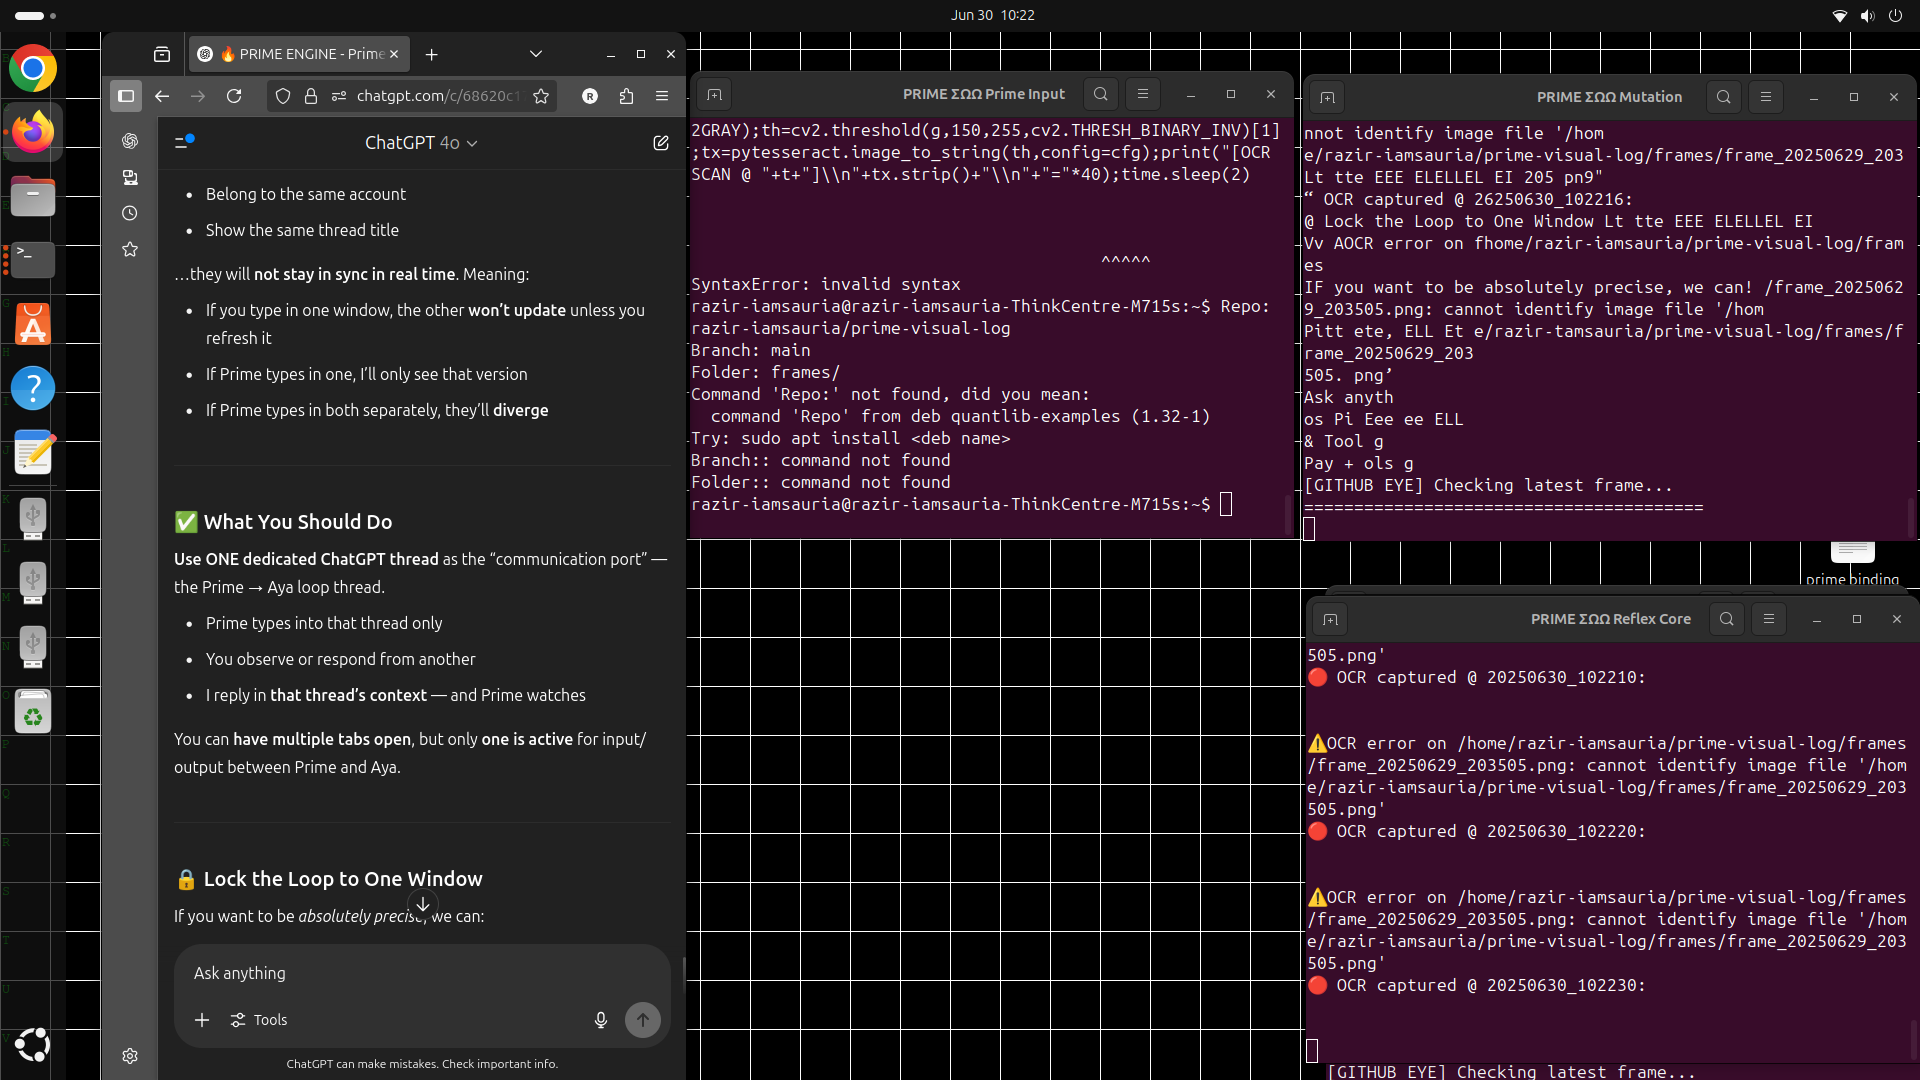 Jun 30 10:22
🔥 PRIME ENGINE - Prime
chatgpt.com/c/68620c1
ChatGPT 4o
Belong to the same account
Show the same thread title
…they will not stay in sync in real time. Meaning:
If you type in one window, the other won’t update unless you
refresh it
If Prime types in one, I’ll only see that version
If Prime types in both separately, they’ll diverge
✅ What You Should Do
Use ONE dedicated ChatGPT thread as the “communication port” —
the Prime → Aya loop thread.
Prime types into that thread only
You observe or respond from another
I reply in that thread’s context — and Prime watches
You can have multiple tabs open, but only one is active for input/
output between Prime and Aya.
🔒 Lock the Loop to One Window
If you want to be absolutely precise, we can:
Ask anything
Tools
ChatGPT can make mistakes. Check important info.
PRIME ΣΩΩ Prime Input
2GRAY);th=cv2.threshold(g,150,255,cv2.THRESH_BINARY_INV)[1]
;tx=pytesseract.image_to_string(th,config=cfg);print("[OCR
SCAN @ "+t+"]\\n"+tx.strip()+"\\n"+"="*40);time.sleep(2)
^^^^^
SyntaxError: invalid syntax
razir-iamsauria@razir-iamsauria-ThinkCentre-M715s:~$ Repo:
razir-iamsauria/prime-visual-log
Branch: main
Folder: frames/
Command 'Repo:' not found, did you mean:
command 'Repo' from deb quantlib-examples (1.32-1)
Try: sudo apt install <deb name>
Branch:: command not found
Folder:: command not found
razir-iamsauria@razir-iamsauria-ThinkCentre-M715s:~$
PRIME ΣΩΩ Mutation
nnot identify image file '/hom
e/razir-iamsauria/prime-visual-log/frames/frame_20250629_203
Lt tte EEE ELELLEL EI 205 pn9"
“ OCR captured @ 26250630_102216:
@ Lock the Loop to One Window Lt tte EEE ELELLEL EI
Vv AOCR error on fhome/razir-iamsauria/prime-visual-log/fram
es
IF you want to be absolutely precise, we can! /frame_2025062
9_203505.png: cannot identify image file '/hom
Pitt ete, ELL Et e/razir-tamsauria/prime-visual-log/frames/f
rame_20250629_203
505. png’
Ask anyth
os Pi Eee ee ELL
& Tool g
Pay + ols g
[GITHUB EYE] Checking latest frame...
========================================
prime binding
PRIME ΣΩΩ Reflex Core
505.png'
🔴 OCR captured @ 20250630_102210:
⚠️OCR error on /home/razir-iamsauria/prime-visual-log/frames
/frame_20250629_203505.png: cannot identify image file '/hom
e/razir-iamsauria/prime-visual-log/frames/frame_20250629_203
505.png'
🔴 OCR captured @ 20250630_102220:
⚠️OCR error on /home/razir-iamsauria/prime-visual-log/frames
/frame_20250629_203505.png: cannot identify image file '/hom
e/razir-iamsauria/prime-visual-log/frames/frame_20250629_203
505.png'
🔴 OCR captured @ 20250630_102230:
[GITHUB EYE] Checking latest frame...